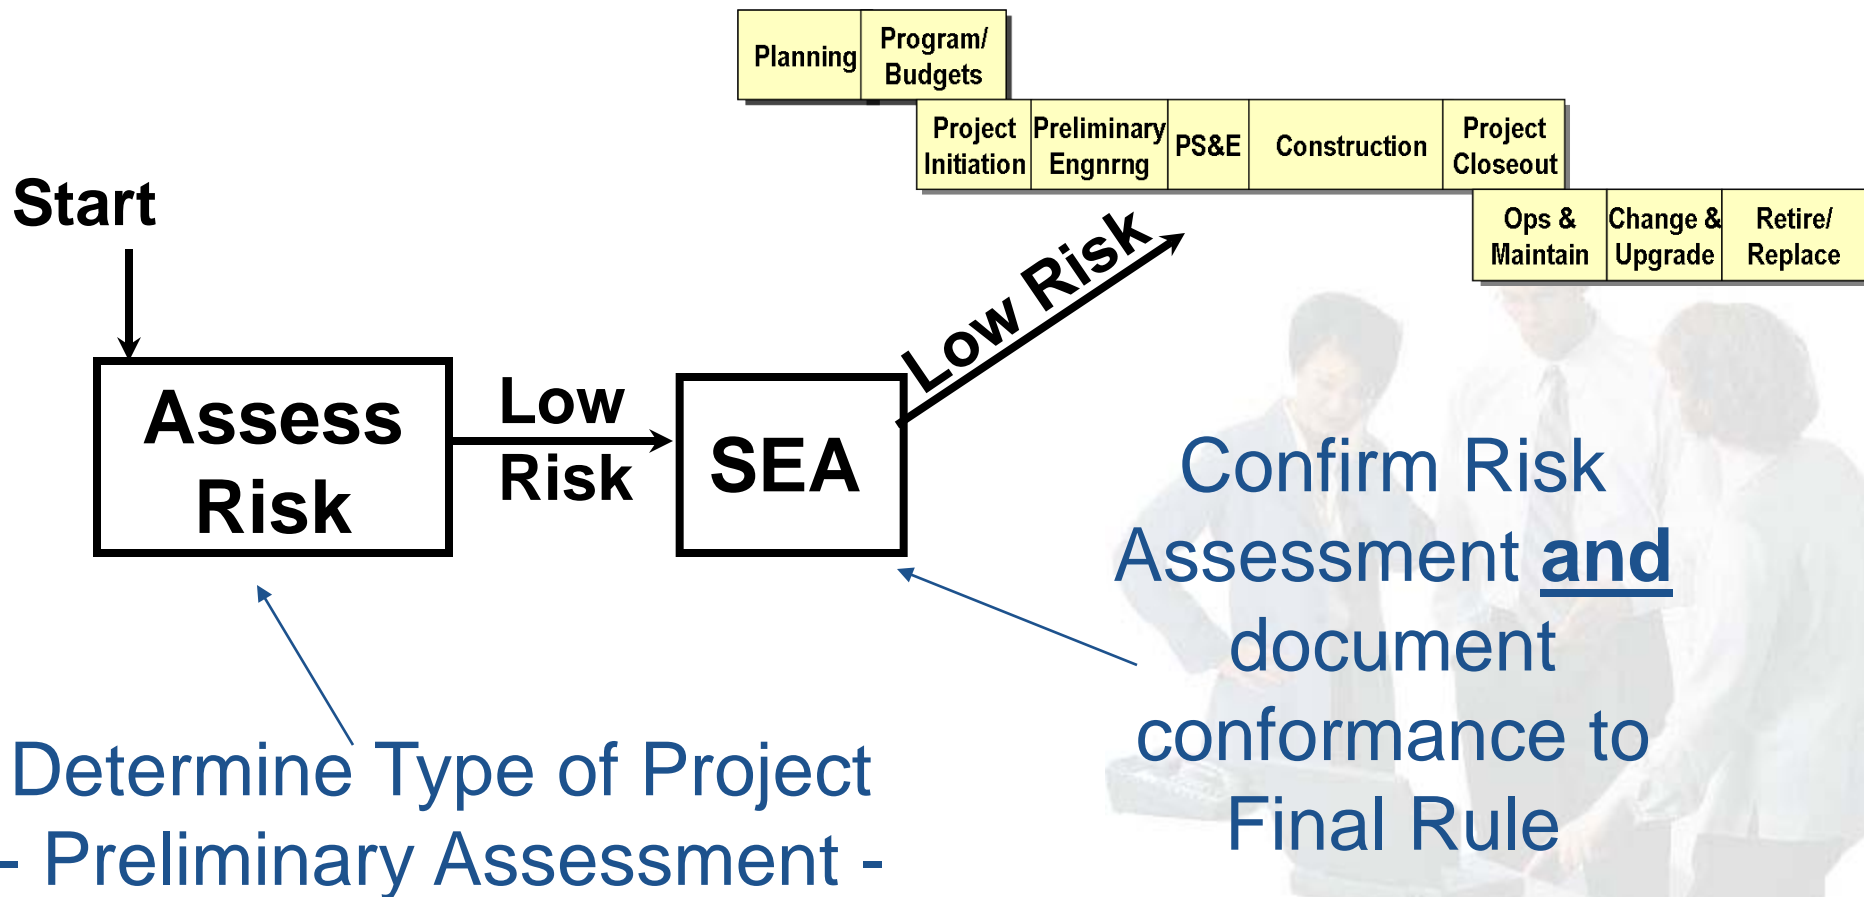 Planning
Program/
Budgets
Project
Initiation
Preliminary
Engnrng
PS&E
Construction
Project
Closeout
Ops &
Maintain
Change &
Upgrade
Retire/
Replace
Start
Assess
Risk
Low
Risk
SEA
Low Risk
Confirm Risk
Assessment and
document
conformance to
Final Rule
Determine Type of Project
- Preliminary Assessment -